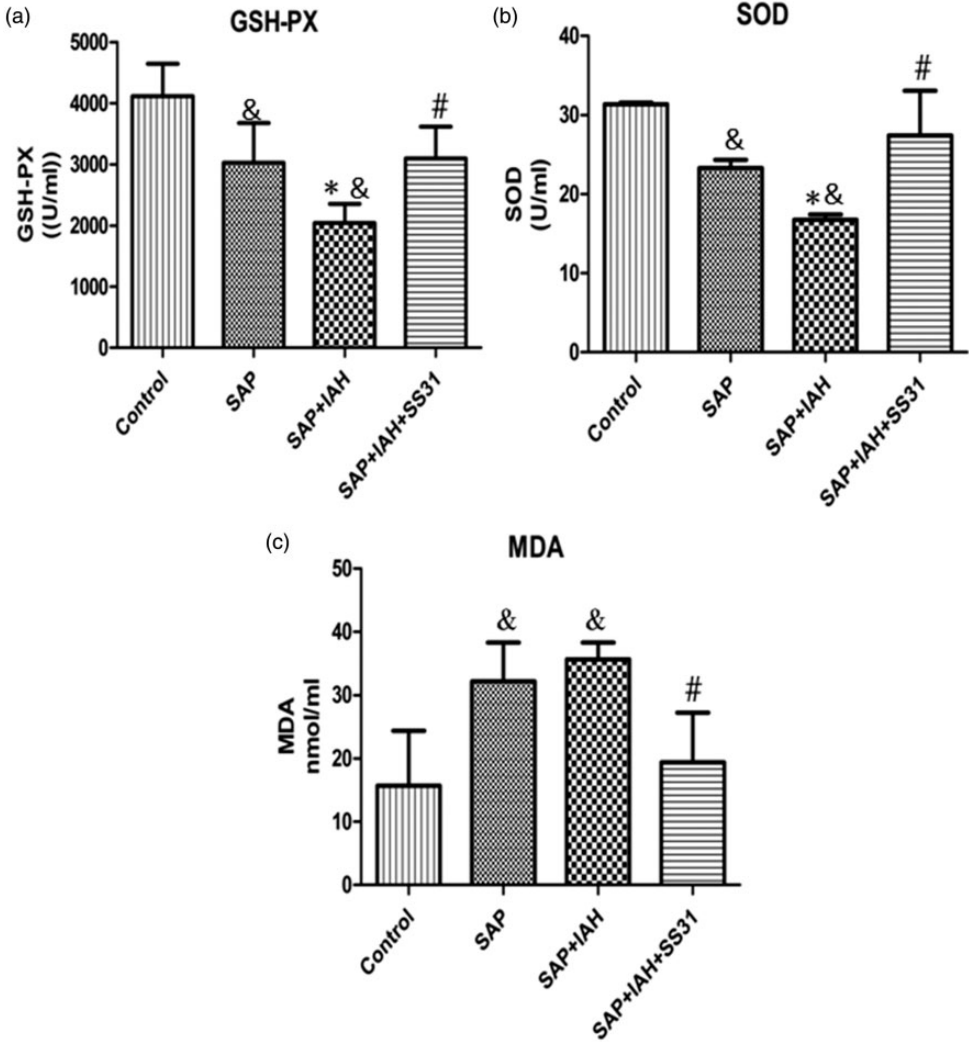 (a)
GSH-PX
GSH-PX
((U/ml))
5000
4000
3000
2000
1000
0
&
* &
#
Control
SAP
SAP+IAH
SAP+IAH+SS31
(b)
SOD
SOD
(U/ml)
40
30
20
10
0
&
*&
#
Control
SAP
SAP+IAH
SAP+IAH+SS31
(c)
MDA
MDA
nmol/ml
50
40
30
20
10
0
&
&
#
Control
SAP
SAP+IAH
SAP+IAH+SS31